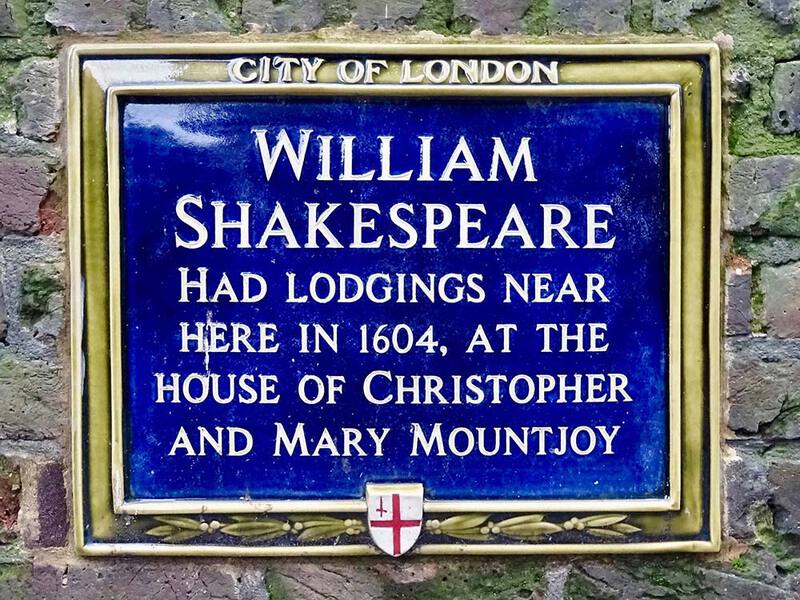 CITY OF LONDON
WILLIAM
SHAKESPEARE
HAD LODGINGS NEAR
HERE IN 1604, AT THE
HOUSE OF CHRISTOPHER
AND MARY MOUNTJOY